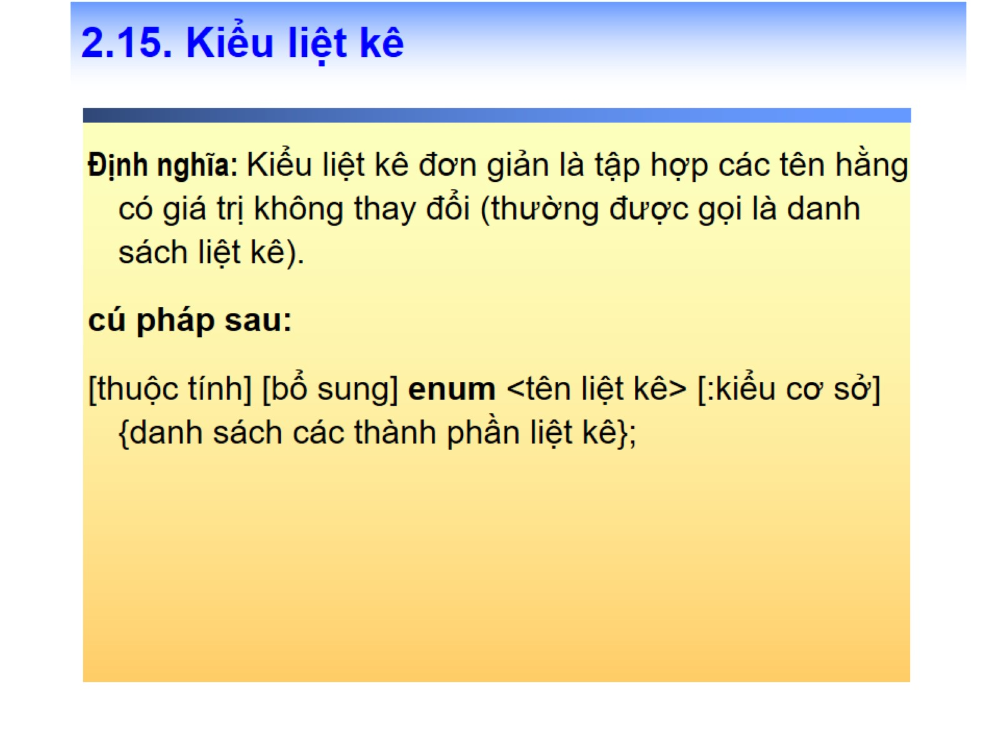 2.15. Kiểu liệt kê
Định nghĩa: Kiểu liệt kê đơn giản là tập hợp các tên hằng
có giá trị không thay đổi (thường được gọi là danh
sách liệt kê).
cú pháp sau:
[thuộc tính] [bổ sung] enum <tên liệt kê> [:kiểu cơ sở]
{danh sách các thành phần liệt kê};